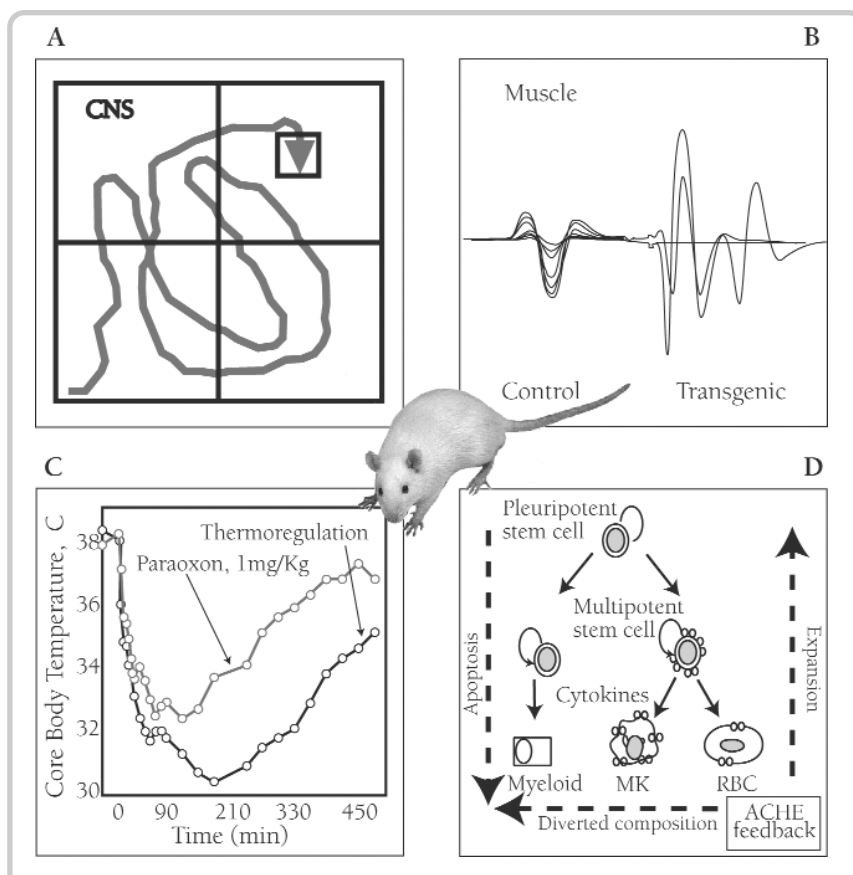 A
CNS
B
Muscle
Control
Transgenic
C
Core Body Temperature, C
38
36
34
32
30
Thermoregulation
Paraoxon, 1mg/Kg
0 90 210 330 450
Time (min)
D
Pleuripotent
stem cell
Multipotent
stem cell
Apoptosis
Expansion
Cytokines
Myeloid
MK
RBC
Diverted composition
ACHE
feedback